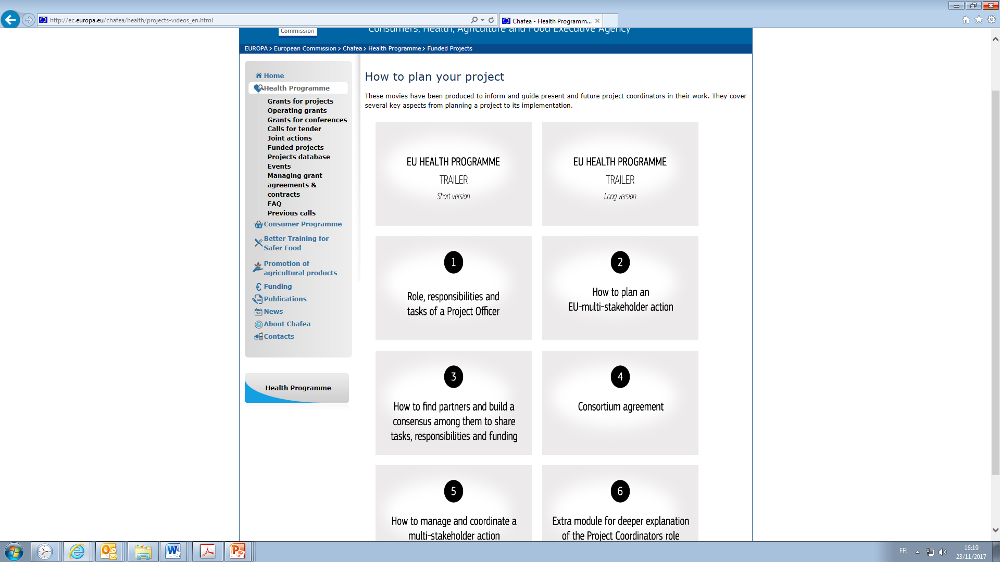 http://ec.europa.eu/chafea/health/projects-videos_en.html
Chafea - Health Programm...
Commission
Consumers, Health, Agriculture and Food Executive Agency
EUROPA > European Commission > Chafea > Health Programme > Funded Projects
Home
Health Programme
Grants for projects
Operating grants
Grants for conferences
Calls for tender
Joint actions
Funded projects
Projects database
Events
Managing grant
agreements &
contracts
FAQ
Previous calls
Consumer Programme
Better Training for
Safer Food
Promotion of
agricultural products
Funding
Publications
News
About Chafea
Contacts
Health Programme
How to plan your project
These movies have been produced to inform and guide present and future project coordinators in their work. They cover
several key aspects from planning a project to its implementation.
EU HEALTH PROGRAMME
TRAILER
Short version
EU HEALTH PROGRAMME
TRAILER
Long version
1
Role, responsibilities and
tasks of a Project Officer
2
How to plan an
EU-multi-stakeholder action
3
How to find partners and build a
consensus among them to share
tasks, responsibilities and funding
4
Consortium agreement
5
How to manage and coordinate a
multi-stakeholder action
6
Extra module for deeper explanation
of the Project Coordinators role
FR
16:19
23/11/2017